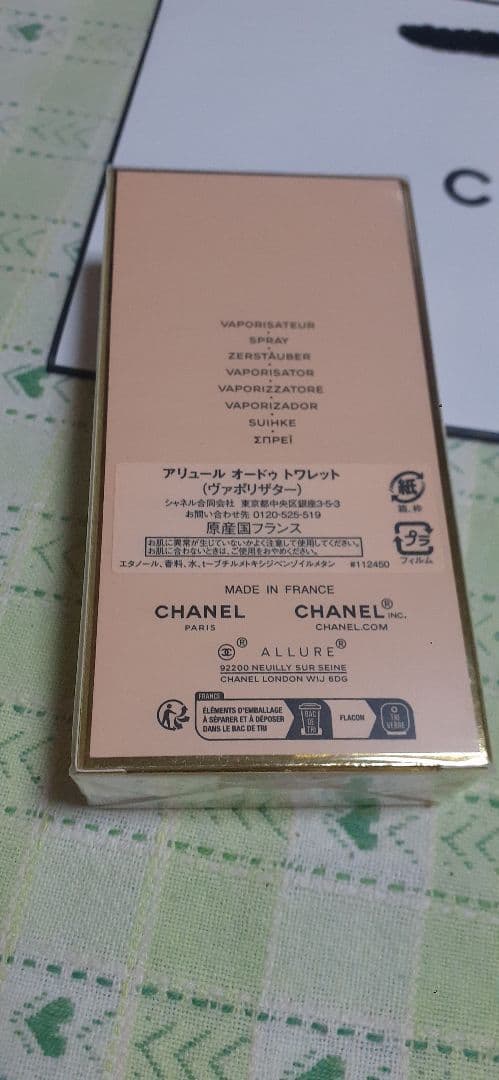 C
VAPORISATEUR
SPRAY
ZERSTÄUBER
VAPORISATOR
VAPORIZZATORE
VAPORIZADOR
SUIHKE
ΣΠΡΕΪ
アリュール オードゥ トワレット
(ヴァポリザター)
シャネル合同会社 東京都中央区銀座3-5-3
お問い合わせ先 0120-525-519
原産国フランス
お肌に異常が生じていないかよく注意して使用してください。
お肌に合わないときは、ご使用をおやめください。
エタノール、香料、水、t-ブチルメトキシジベンゾイルメタン #112450
紙
箱、枠
プラ
フィルム
MADE IN FRANCE
CHANEL CHANEL® INC.
PARIS CHANEL.COM
® ALLURE®
92200 NEUILLY SUR SEINE
CHANEL LONDON W1J 6DG
FRANCE
ÉLÉMENTS D'EMBALLAGE
À SÉPARER ET À DÉPOSER
DANS LE BAC DE TRI
BAC
DE
TRI
FLACON
TRI
VERRE